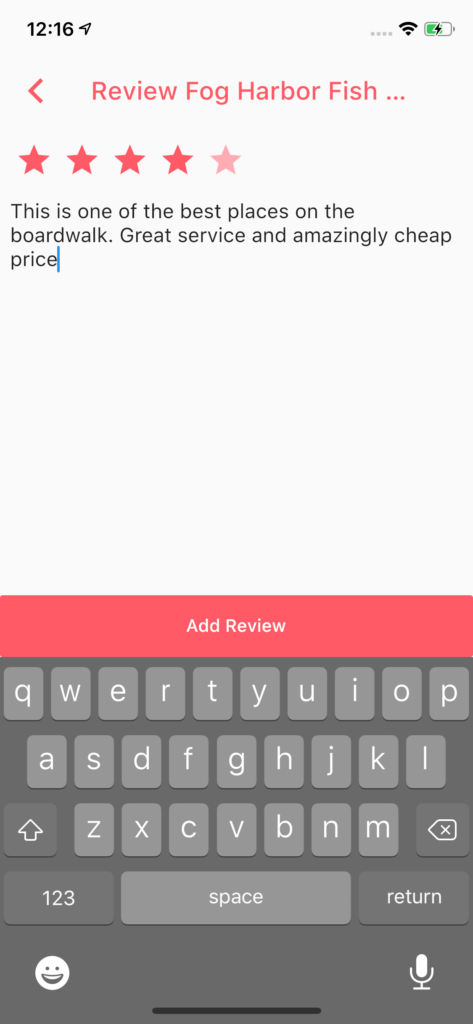 12:16
Review Fog Harbor Fish ...
This is one of the best places on the
boardwalk. Great service and amazingly cheap
price
Add Review
q w e r t y u i o p
a s d f g h j k l
z x c v b n m
123 space return